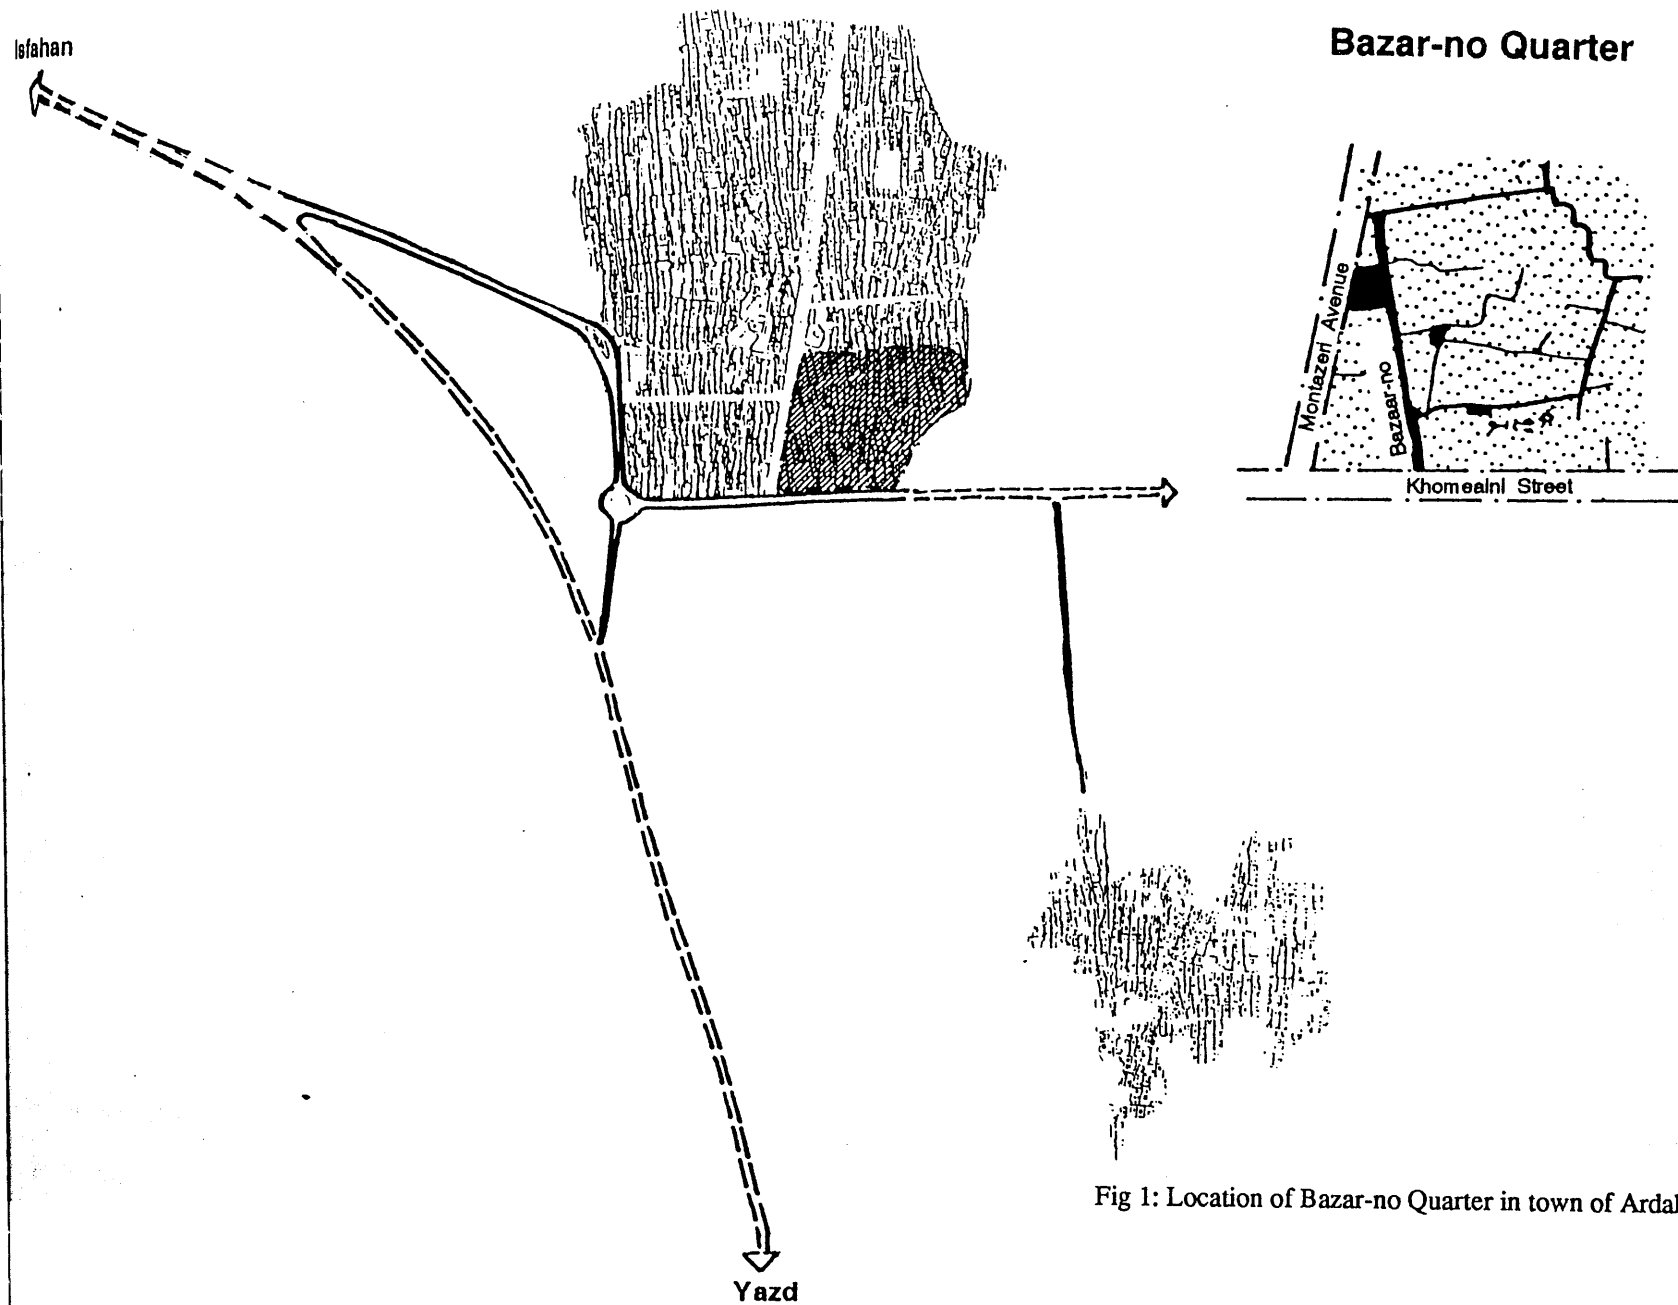 Isfahan
Bazar-no Quarter
Montazeri Avenue
Bazaar-no
Khomealnl Street
Fig 1: Location of Bazar-no Quarter in town of Ardal
Yazd